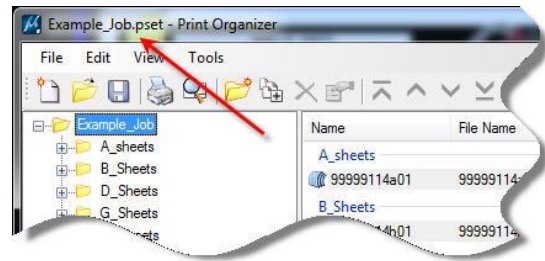 Example_Job.pset - Print Organizer
File Edit View Tools
Example_Job
A_sheets
B_Sheets
D_Sheets
G_Sheets
Name File Name
A_sheets
99999114a01 99999114
B_Sheets
99999114